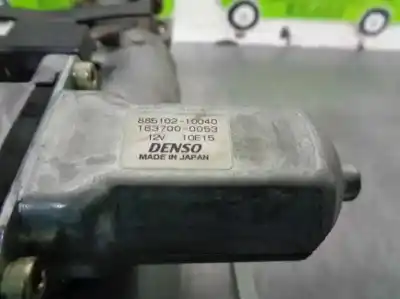 885102-10040
163700-0053
12V 10E15
DENSO
MADE IN JAPAN